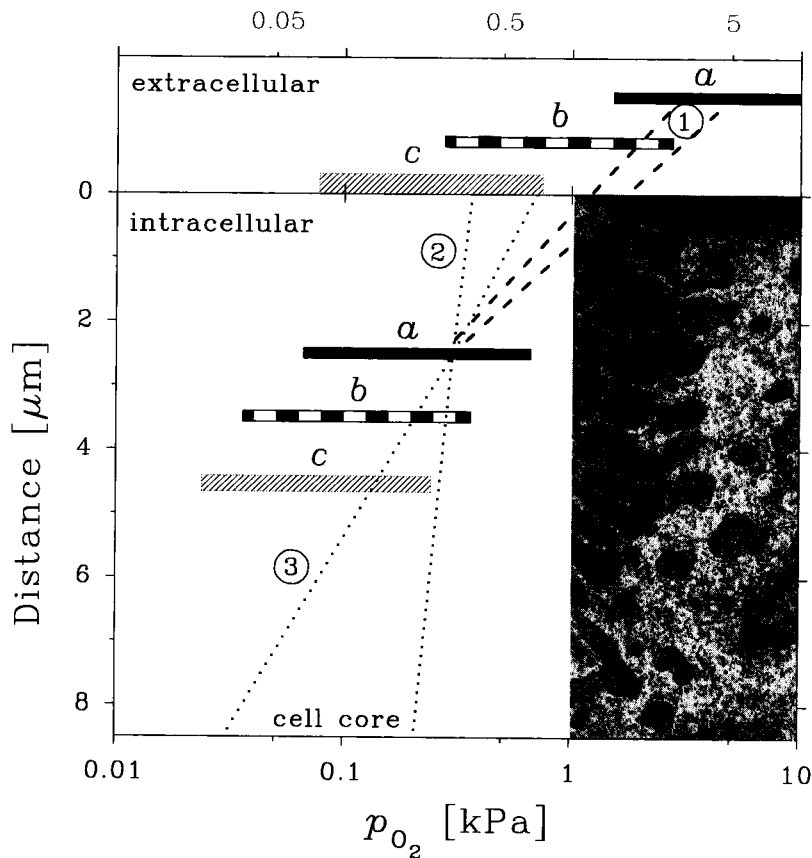 0.05 0.5 5
extracellular
a
1
b
c
0
intracellular
2
a
2
b
4
c
3
6
8
cell core
Distance [μm]
0.01 0.1 1 10
pO2 [kPa]